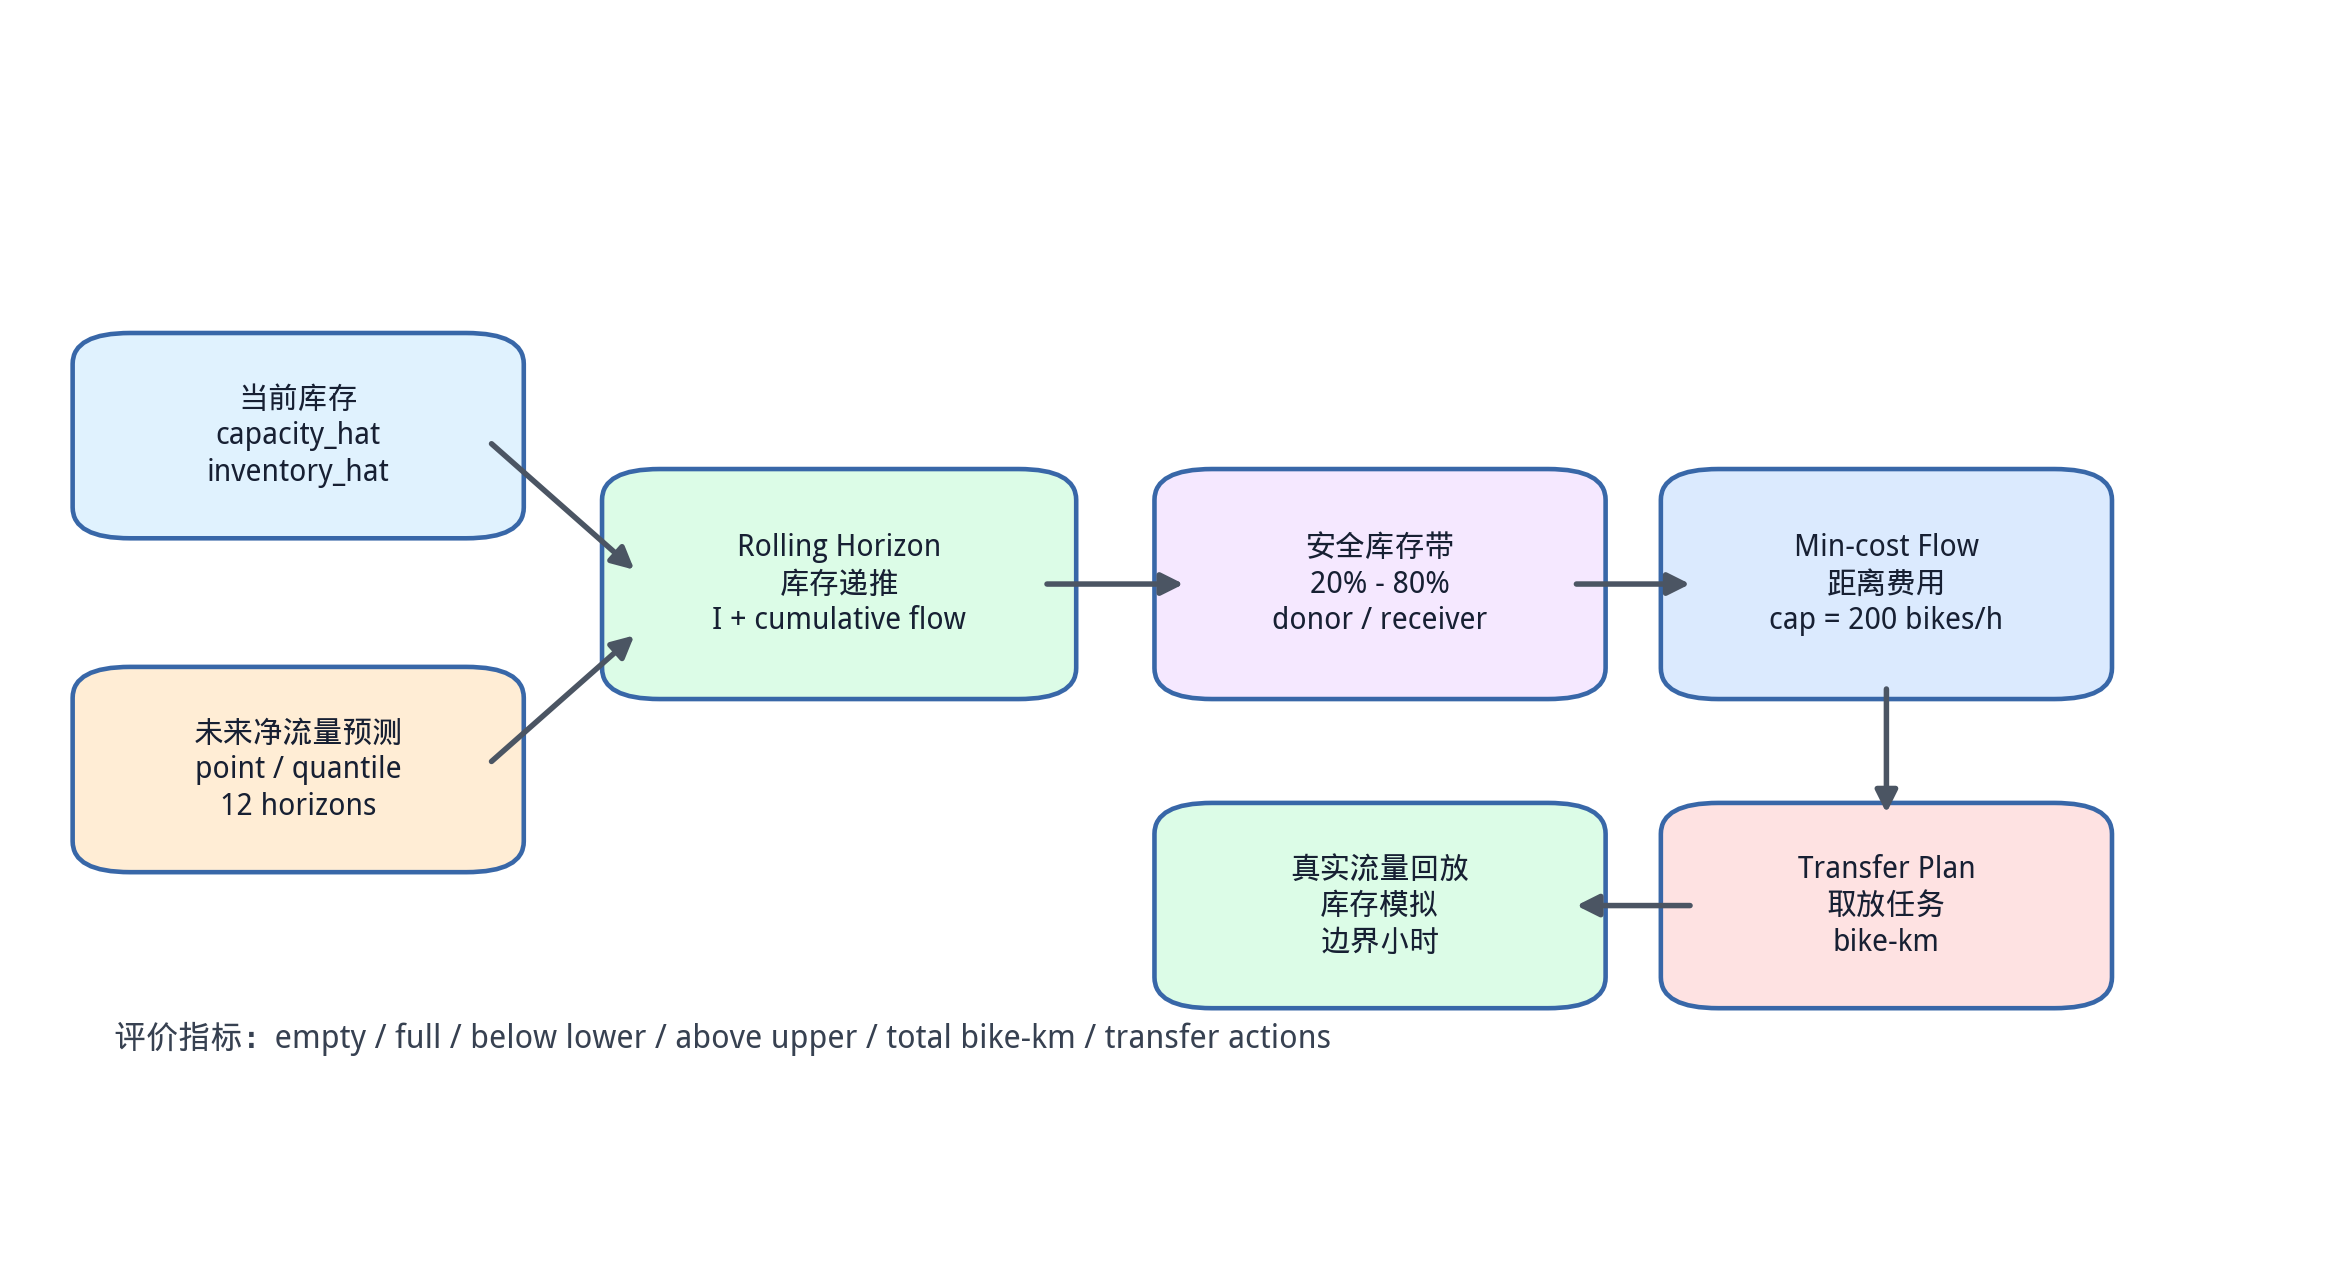 当前库存
capacity_hat
inventory_hat
未来净流量预测
point / quantile
12 horizons
Rolling Horizon
库存递推
I + cumulative flow
安全库存带
20% - 80%
donor / receiver
Min-cost Flow
距离费用
cap = 200 bikes/h
Transfer Plan
取放任务
bike-km
真实流量回放
库存模拟
边界小时
评价指标：empty / full / below lower / above upper / total bike-km / transfer actions